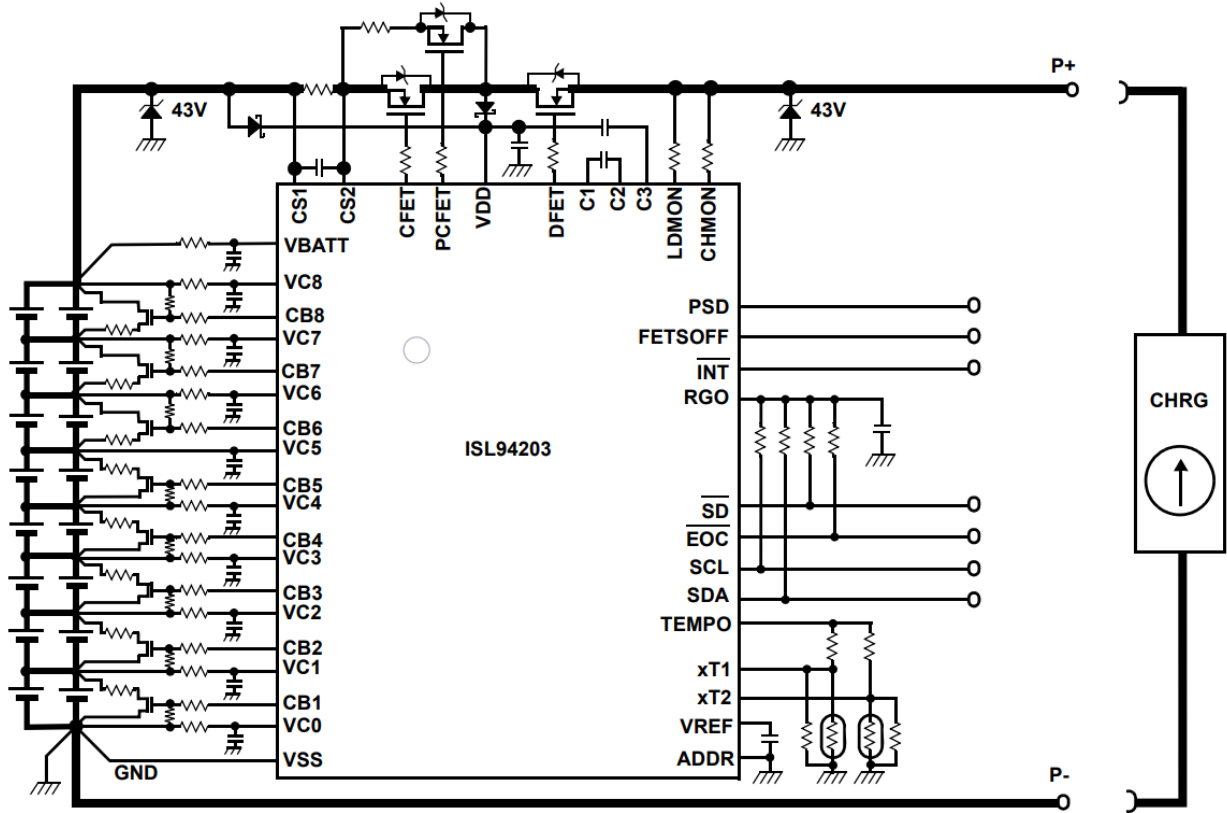 P+
43V
43V
CS1
CS2
CFET
PCFET
VDD
DFET
C1
C2
C3
LDMON
CHMON
VBATT
VC8
CB8
VC7
CB7
VC6
CB6
VC5
CB5
VC4
CB4
VC3
CB3
VC2
CB2
VC1
CB1
VC0
VSS
GND
ISL94203
PSD
FETSOFF
INT
RGO
SD
EOC
SCL
SDA
TEMPO
xT1
xT2
VREF
ADDR
CHRG
P-